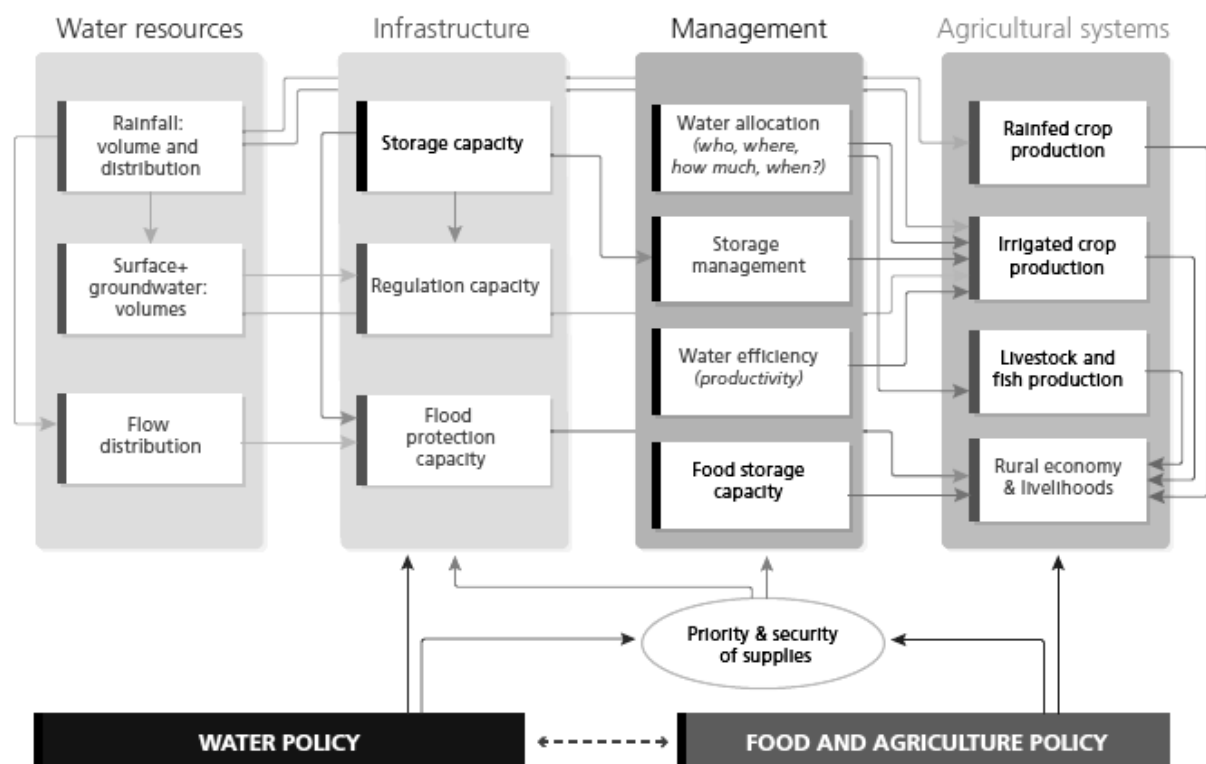 Water resources
Rainfall:
volume and
distribution
Surface+
groundwater:
volumes
Flow
distribution
Infrastructure
Storage capacity
Regulation capacity
Flood
protection
capacity
Management
Water allocation
(who, where,
how much, when?)
Storage
management
Water efficiency
(productivity)
Food storage
capacity
Agricultural systems
Rainfed crop
production
Irrigated crop
production
Livestock and
fish production
Rural economy
& livelihoods
Priority & security
of supplies
WATER POLICY
FOOD AND AGRICULTURE POLICY